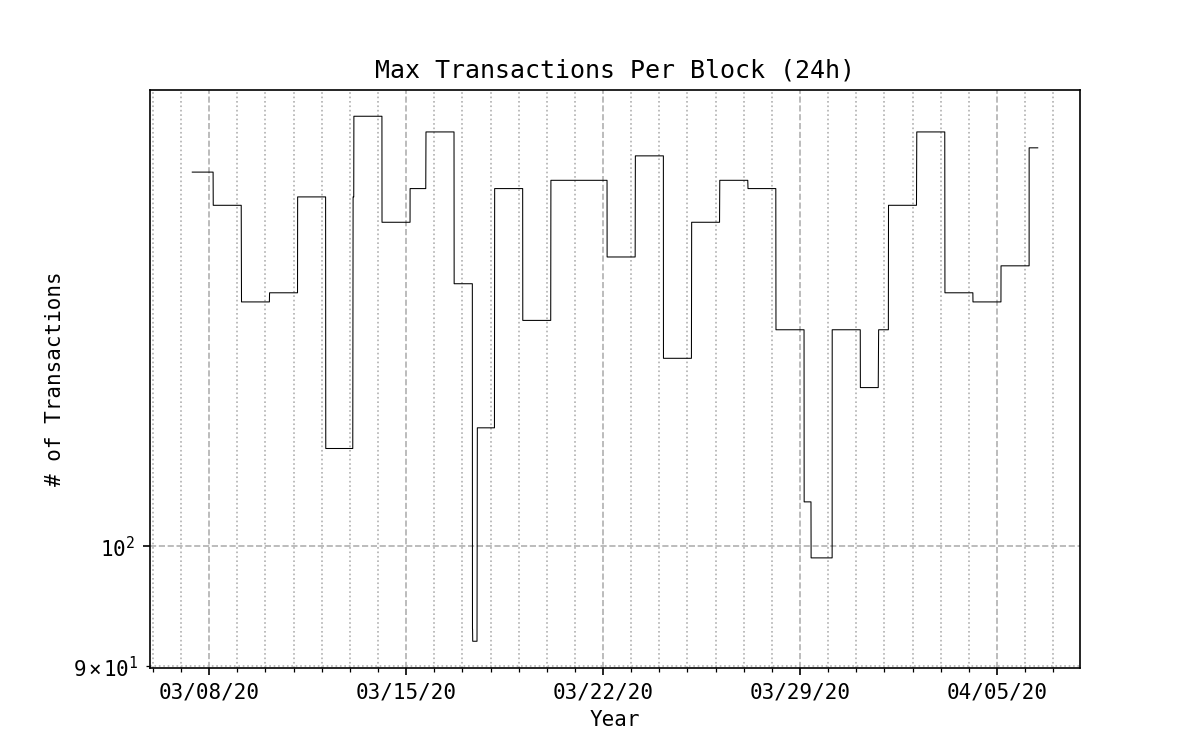 Max Transactions Per Block (24h)
# of Transactions
10²
9×10¹
03/08/20 03/15/20 03/22/20 03/29/20 04/05/20
Year